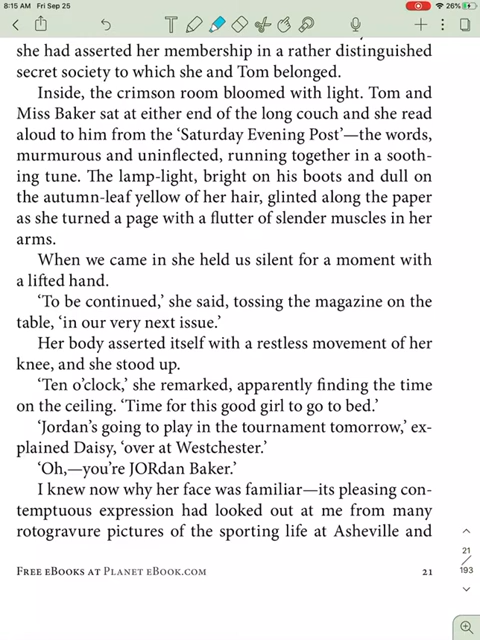 8:15 AM Fri Sep 25
26%
she had asserted her membership in a rather distinguished
secret society to which she and Tom belonged.
Inside, the crimson room bloomed with light. Tom and
Miss Baker sat at either end of the long couch and she read
aloud to him from the ‘Saturday Evening Post’—the words,
murmurous and uninflected, running together in a sooth-
ing tune. The lamp-light, bright on his boots and dull on
the autumn-leaf yellow of her hair, glinted along the paper
as she turned a page with a flutter of slender muscles in her
arms.
When we came in she held us silent for a moment with
a lifted hand.
‘To be continued,’ she said, tossing the magazine on the
table, ‘in our very next issue.’
Her body asserted itself with a restless movement of her
knee, and she stood up.
‘Ten o’clock,’ she remarked, apparently finding the time
on the ceiling. ‘Time for this good girl to go to bed.’
‘Jordan’s going to play in the tournament tomorrow,’ ex-
plained Daisy, ‘over at Westchester.’
‘Oh,—you’re JORdan Baker.’
I knew now why her face was familiar—its pleasing con-
temptuous expression had looked out at me from many
rotogravure pictures of the sporting life at Asheville and
21
193
Free eBooks at Planet eBook.com
21